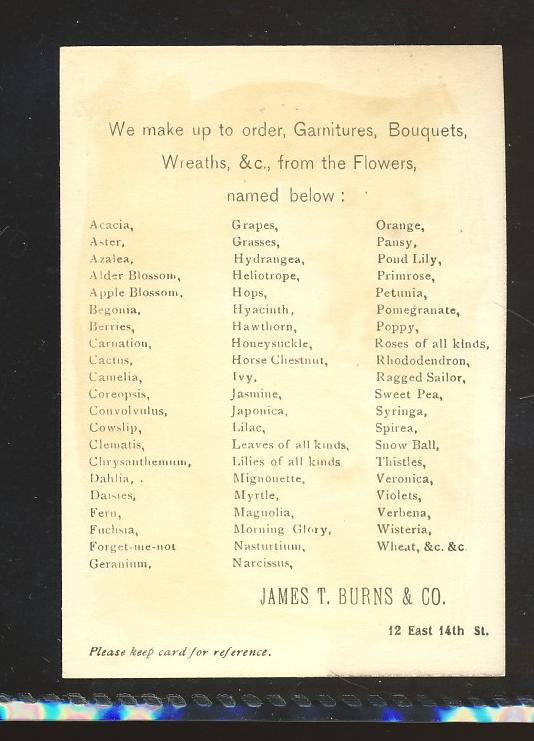 We make up to order, Garnitures, Bouquets,
Wreaths, &c., from the Flowers,
named below :
Acacia,
Aster,
Azalea,
Alder Blossom,
Apple Blossom,
Begonia,
Berries,
Carnation,
Cactus,
Camelia,
Coreopsis,
Convolvulus,
Cowslip,
Clematis,
Chrysanthemum,
Dahlia,
Daisies,
Fern,
Fuchsia,
Forget-me-not
Geranium,
Grapes,
Grasses,
Hydrangea,
Heliotrope,
Hops,
Hyacinth,
Hawthorn,
Honeysuckle,
Horse Chestnut,
Ivy,
Jasmine,
Japonica,
Lilac,
Leaves of all kinds,
Lilies of all kinds
Mignonette,
Myrtle,
Magnolia,
Morning Glory,
Nasturtium,
Narcissus,
Orange,
Pansy,
Pond Lily,
Primrose,
Petunia,
Pomegranate,
Poppy,
Roses of all kinds,
Rhododendron,
Ragged Sailor,
Sweet Pea,
Syringa,
Spirea,
Snow Ball,
Thistles,
Veronica,
Violets,
Verbena,
Wisteria,
Wheat, &c. &c
JAMES T. BURNS & CO.
12 East 14th St.
Please keep card for reference.